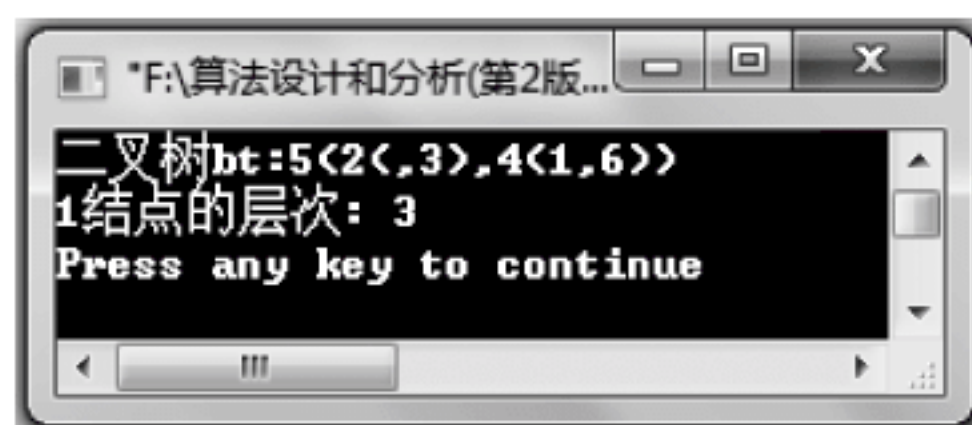 "F:\算法设计和分析(第2版...
二叉树bt:5(2(,3),4(1,6))
1结点的层次: 3
Press any key to continue